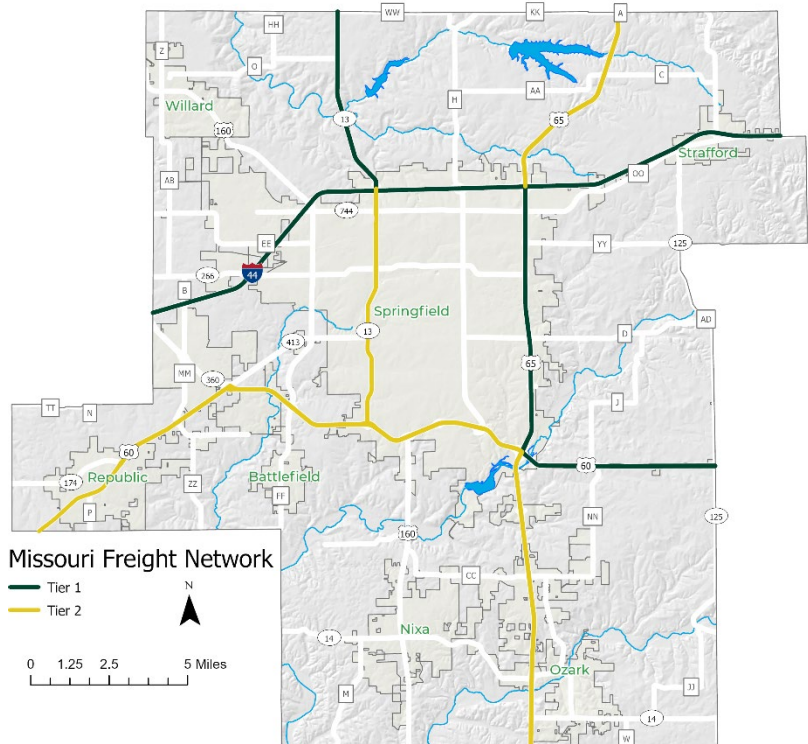 WW
KK
A
HH
Z
O
C
H
AA
Willard
160
13
65
Strafford
OO
AB
744
EE
YY
125
266
44
B
Springfield
AD
13
D
413
65
MM
360
J
TT
N
60
174
Republic
ZZ
Battlefield
FF
60
P
NN
125
160
Missouri Freight Network
Tier 1
Tier 2
N
CC
14
Nixa
Ozark
0 1.25 2.5 5 Miles
M
JJ
14
W